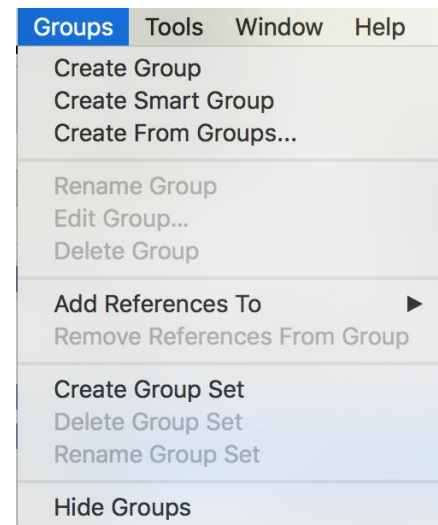 Groups Tools Window Help
Create Group
Create Smart Group
Create From Groups...
Rename Group
Edit Group...
Delete Group
Add References To
Remove References From Group
Create Group Set
Delete Group Set
Rename Group Set
Hide Groups